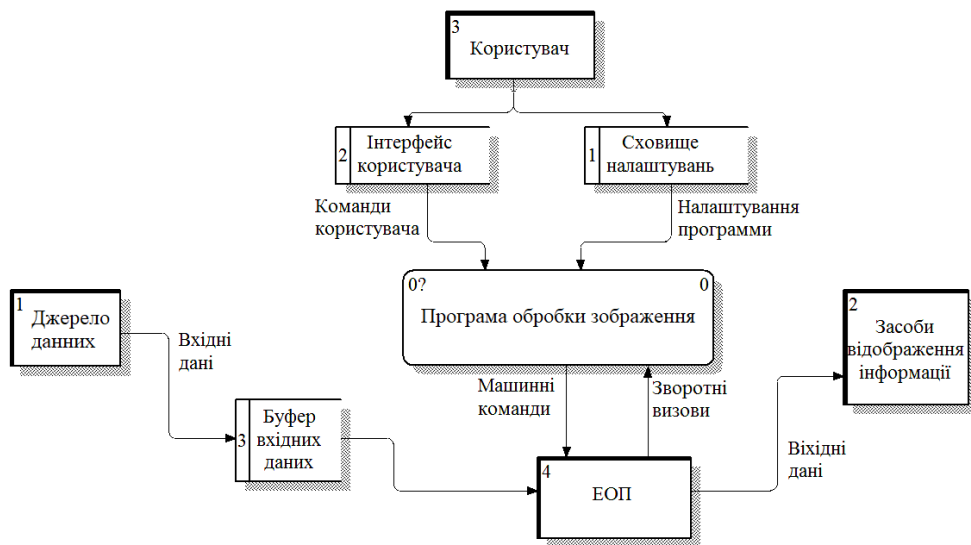 3
Користувач
2
Інтерфейс
користувача
1
Сховище
налаштувань
Команди
користувача
Налаштування
программи
0?
0
Програма обробки зображення
1
Джерело
данних
Вхідні
дані
2
Засоби
відображення
інформації
Машинні
команди
Зворотні
визови
3
Буфер
вхідних
даних
4
ЕОП
Віхідні
дані